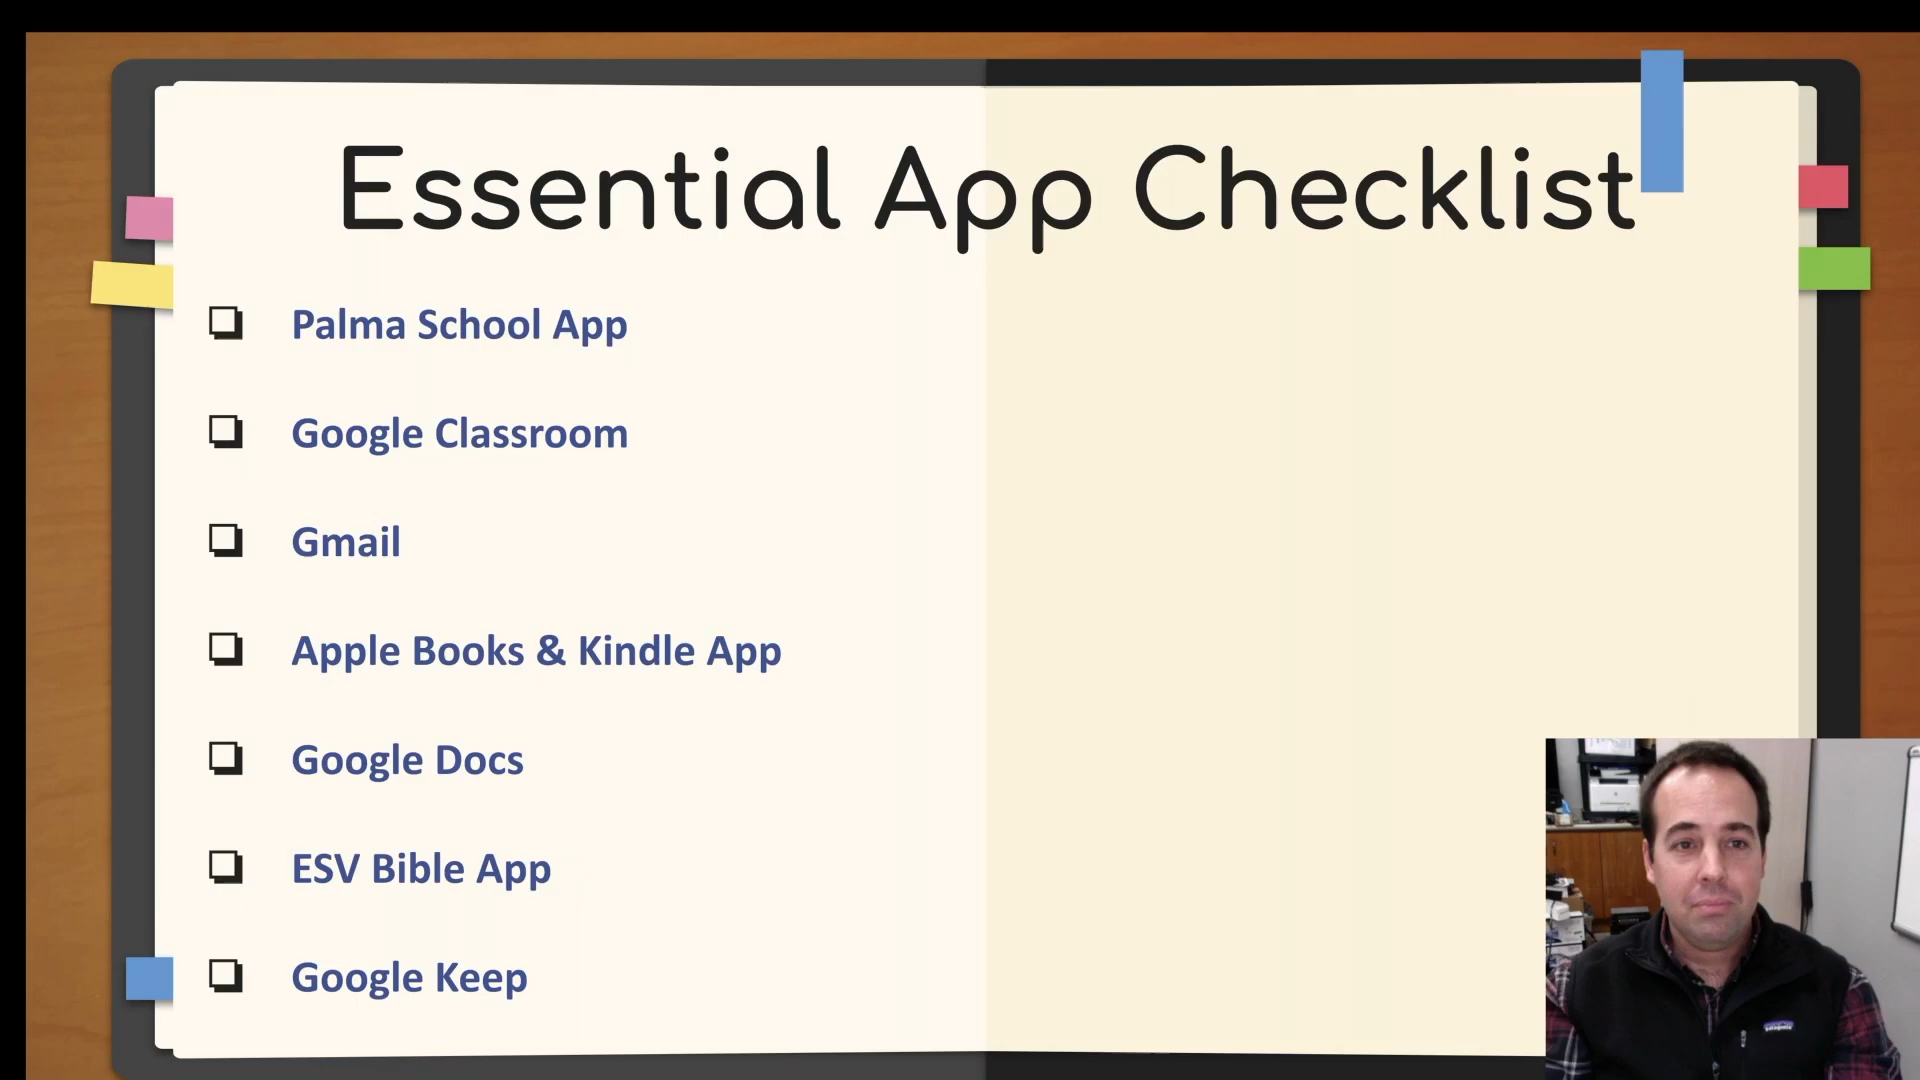 Essential App Checklist
Palma School App
Google Classroom
Gmail
Apple Books & Kindle App
Google Docs
ESV Bible App
Google Keep
patagonia